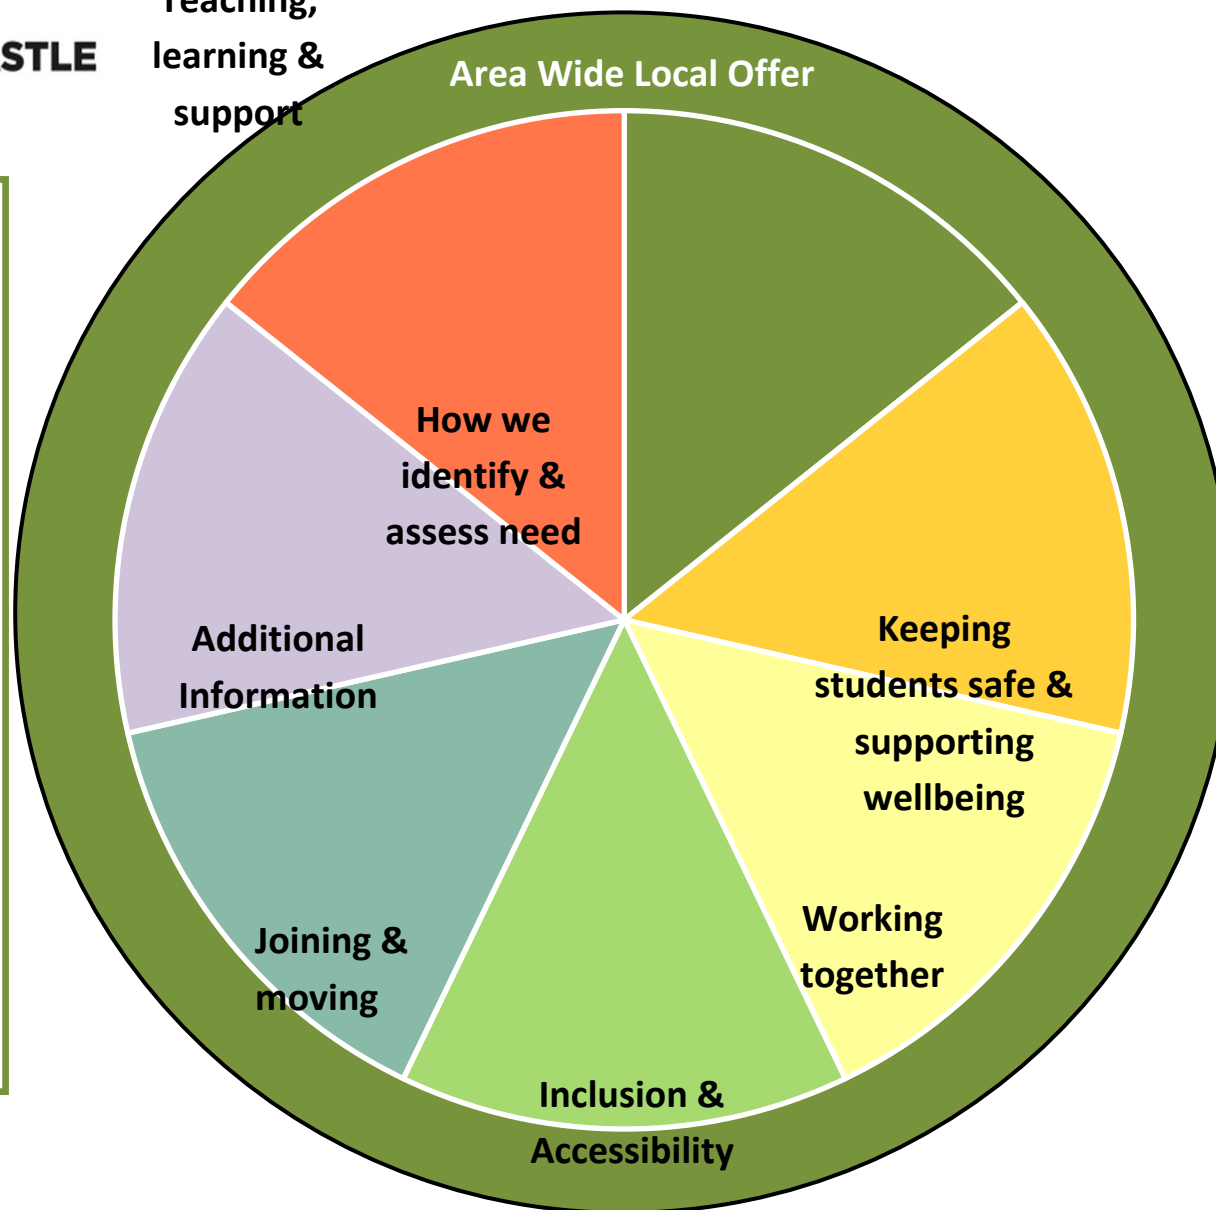 Teaching,
learning &
support
STLE
Area Wide Local Offer
How we
identify &
assess need
Additional
Information
Keeping
students safe &
supporting
wellbeing
Working
together
Joining &
moving
Inclusion &
Accessibility